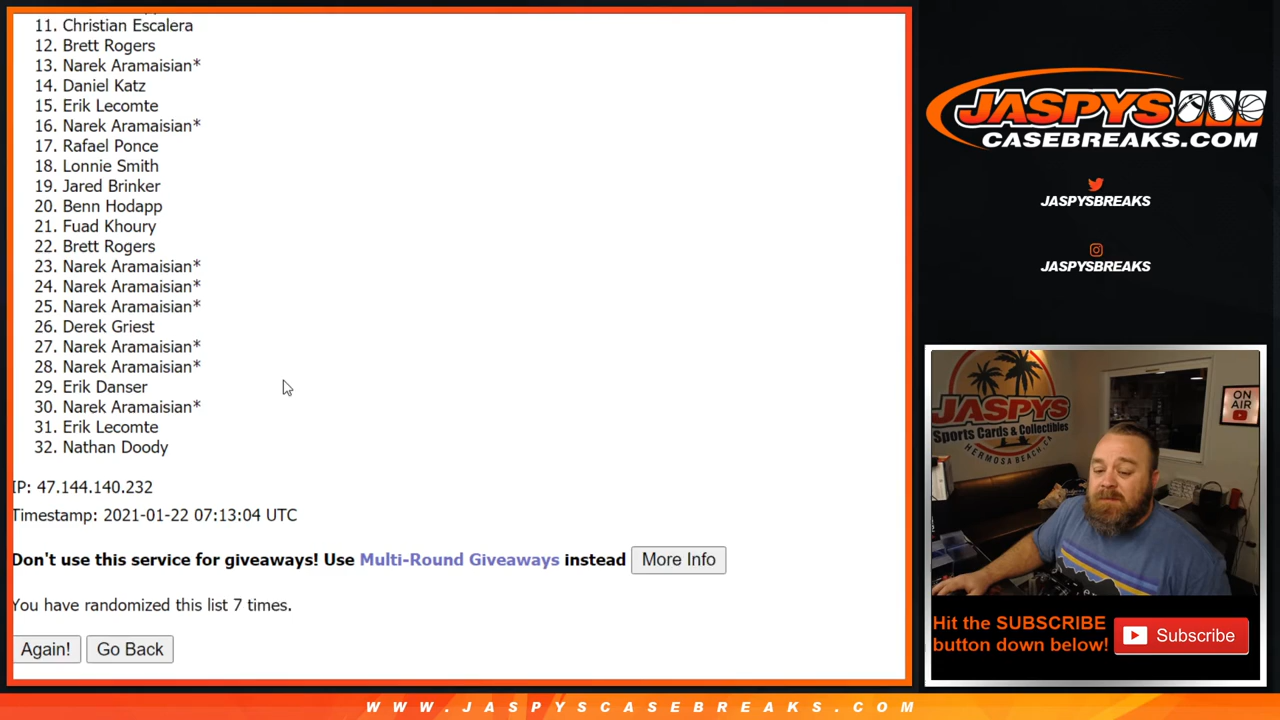 11. Christian Escalera
12. Brett Rogers
13. Narek Aramaisian*
14. Daniel Katz
15. Erik Lecomte
16. Narek Aramaisian*
17. Rafael Ponce
18. Lonnie Smith
19. Jared Brinker
20. Benn Hodapp
21. Fuad Khoury
22. Brett Rogers
23. Narek Aramaisian*
24. Narek Aramaisian*
25. Narek Aramaisian*
26. Derek Griest
27. Narek Aramaisian*
28. Narek Aramaisian*
29. Erik Danser
30. Narek Aramaisian*
31. Erik Lecomte
32. Nathan Doody
IP: 47.144.140.232
Timestamp: 2021-01-22 07:13:04 UTC
Don't use this service for giveaways! Use Multi-Round Giveaways instead More Info
You have randomized this list 7 times.
Again! Go Back
JASPYS
CASEBREAKS.COM
JASPYSBREAKS
JASPYSBREAKS
JASPYS
Sports Cards & Collectibles
HERMOSA BEACH, CA
ON
AIR
Hit the SUBSCRIBE
button down below!
Subscribe
WWW.JASPYSCASEBREAKS.COM